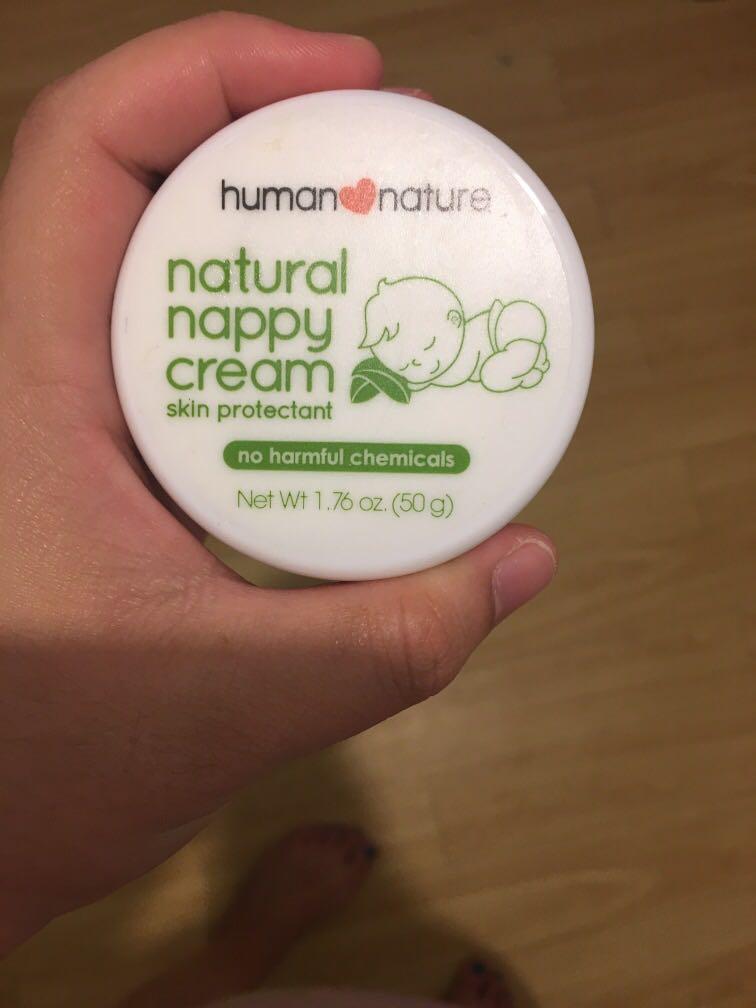 human nature
natural
nappy
cream
skin protectant
no harmful chemicals
Net Wt 1.76 oz. (50 g)